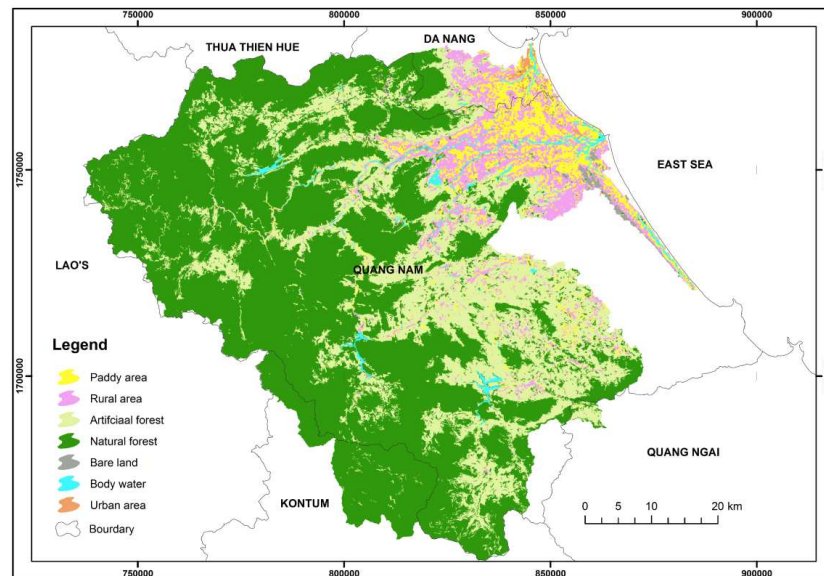 750000
800000
850000
900000
THUA THIEN HUE
DA NANG
1750000
EAST SEA
LAO'S
QUANG NAM
Legend
Paddy area
Rural area
Artifciaal forest
Natural forest
Bare land
Body water
Urban area
Bourdary
1700000
QUANG NGAI
KONTUM
0 5 10 20 km
750000
800000
850000
900000